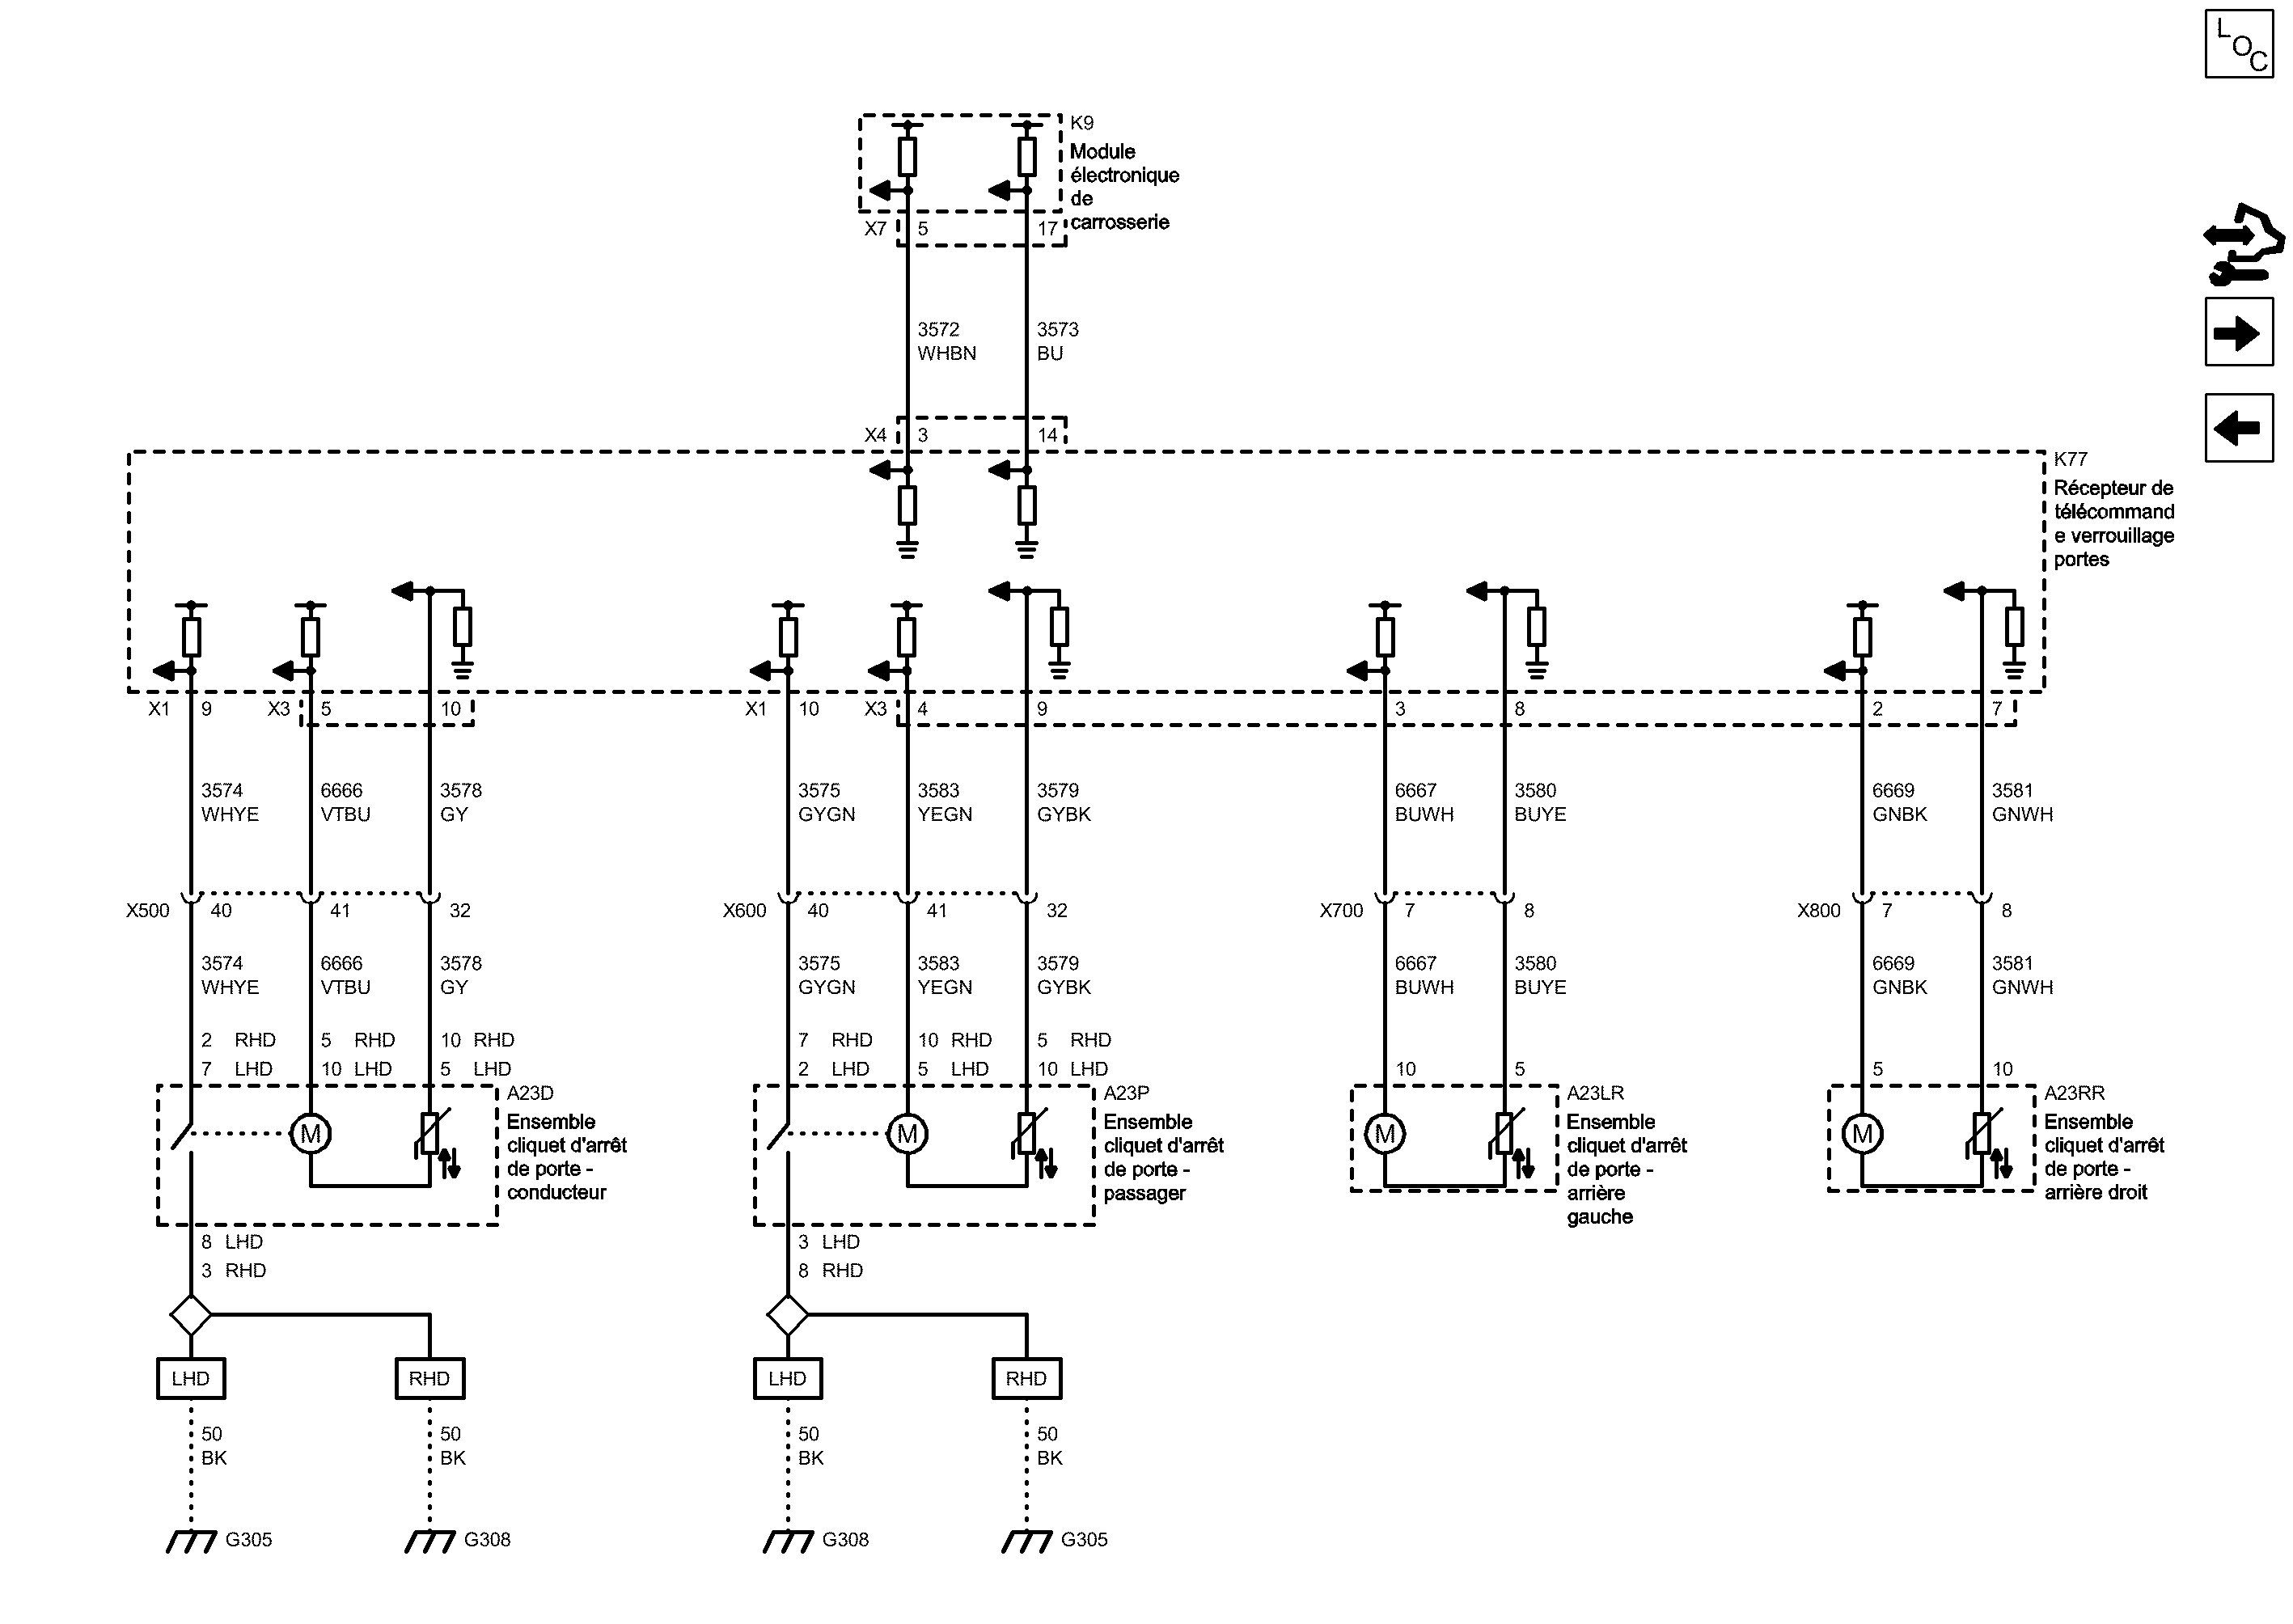 LOC
K9
Module
électronique
de
carrosserie
X7 5 17
3572 3573
WHBN BU
X4 3 14
K77
Récepteur de
télécommand
e verrouillage
portes
X1 9 X3 5 10 X1 10 X3 4 9 3 8 2 7
3574 6666 3578 3575 3583 3579 6667 3580 6669 3581
WHYE VTBU GY GYGN YEGN GYBK BUWH BUYE GNBK GNWH
X500 40 41 32 X600 40 41 32 X700 7 8 X800 7 8
3574 6666 3578 3575 3583 3579 6667 3580 6669 3581
WHYE VTBU GY GYGN YEGN GYBK BUWH BUYE GNBK GNWH
2 RHD 5 RHD 10 RHD 7 RHD 10 RHD 5 RHD
7 LHD 10 LHD 5 LHD 2 LHD 5 LHD 10 LHD 10 5 5 10
A23D
Ensemble
cliquet d'arrêt
de porte -
conducteur
M
A23P
Ensemble
cliquet d'arrêt
de porte -
passager
M
A23LR
Ensemble
cliquet d'arrêt
de porte -
arrière
gauche
M
A23RR
Ensemble
cliquet d'arrêt
de porte -
arrière droit
M
8 LHD 3 LHD
3 RHD 8 RHD
LHD RHD LHD RHD
50 50 50 50
BK BK BK BK
G305 G308 G308 G305